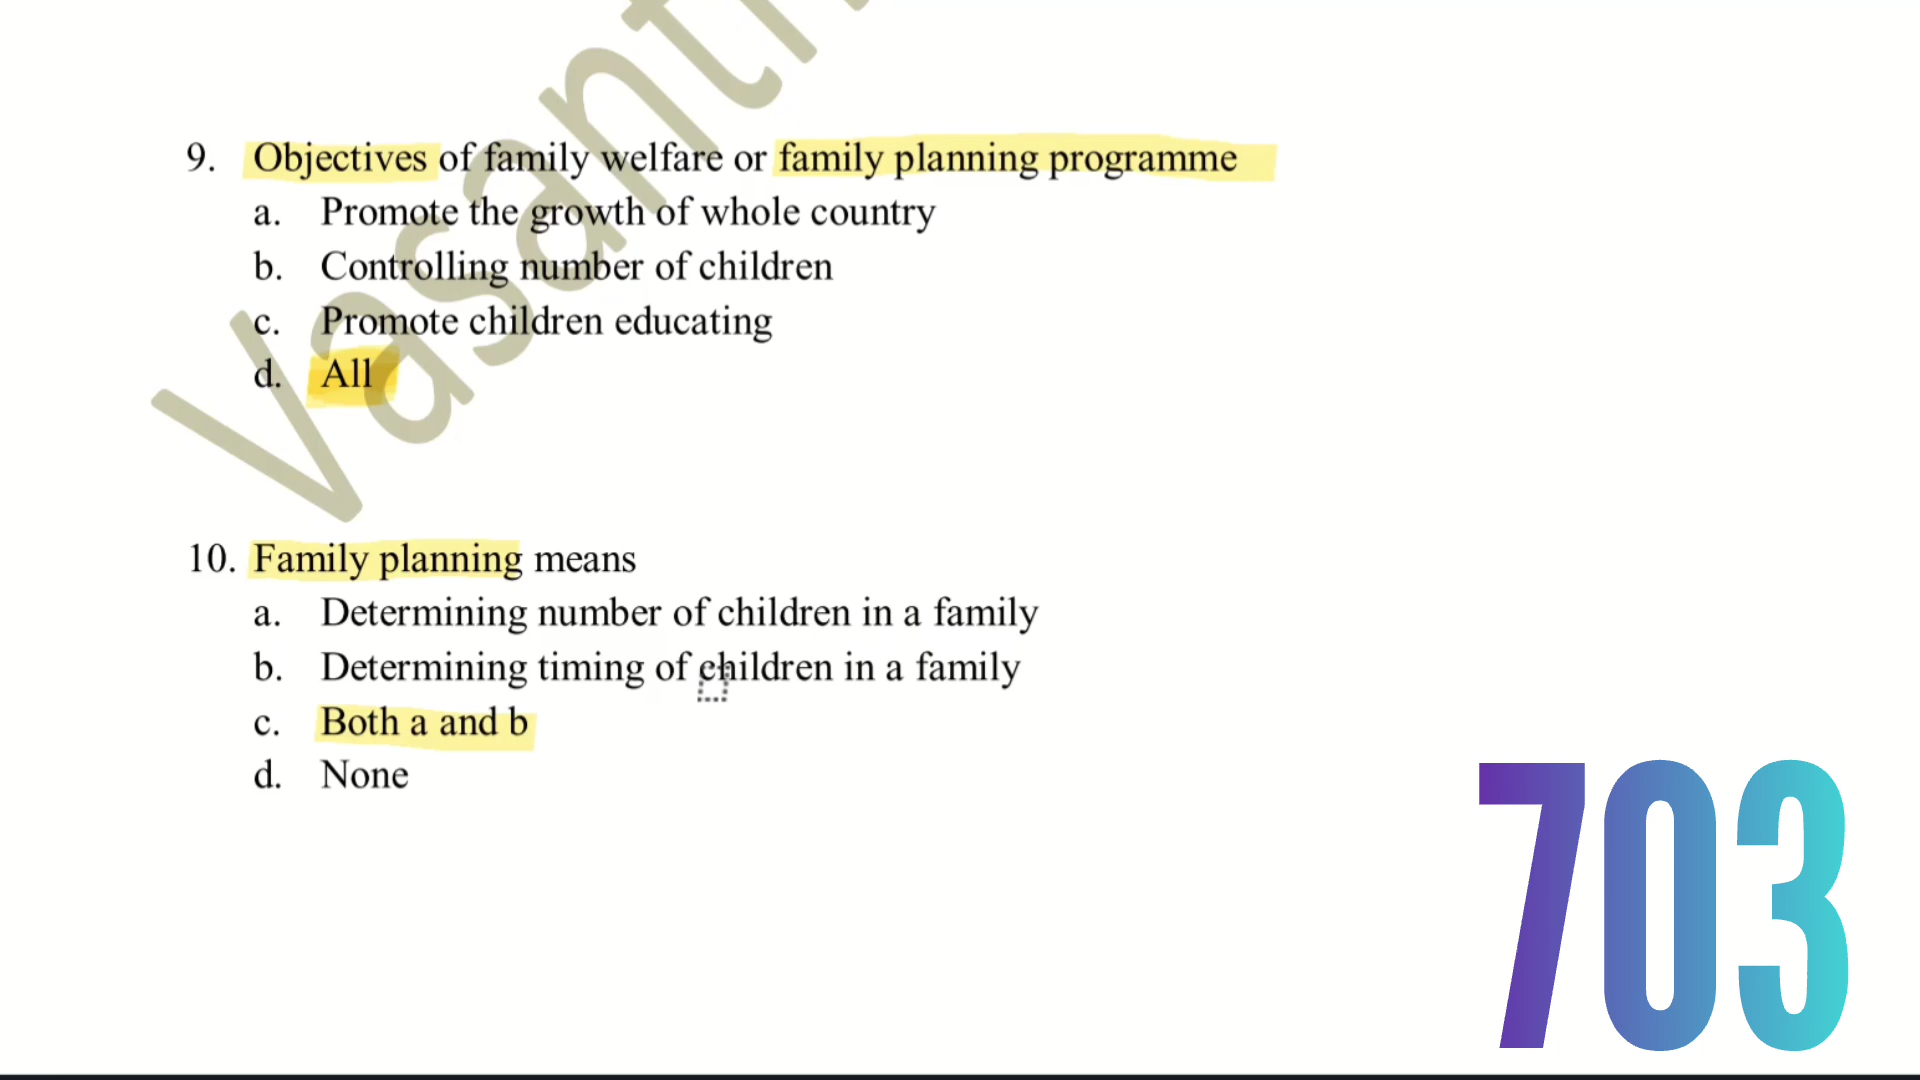 9. Objectives of family welfare or family planning programme
a. Promote the growth of whole country
b. Controlling number of children
c. Promote children educating
d. All
10. Family planning means
a. Determining number of children in a family
b. Determining timing of children in a family
c. Both a and b
d. None
703